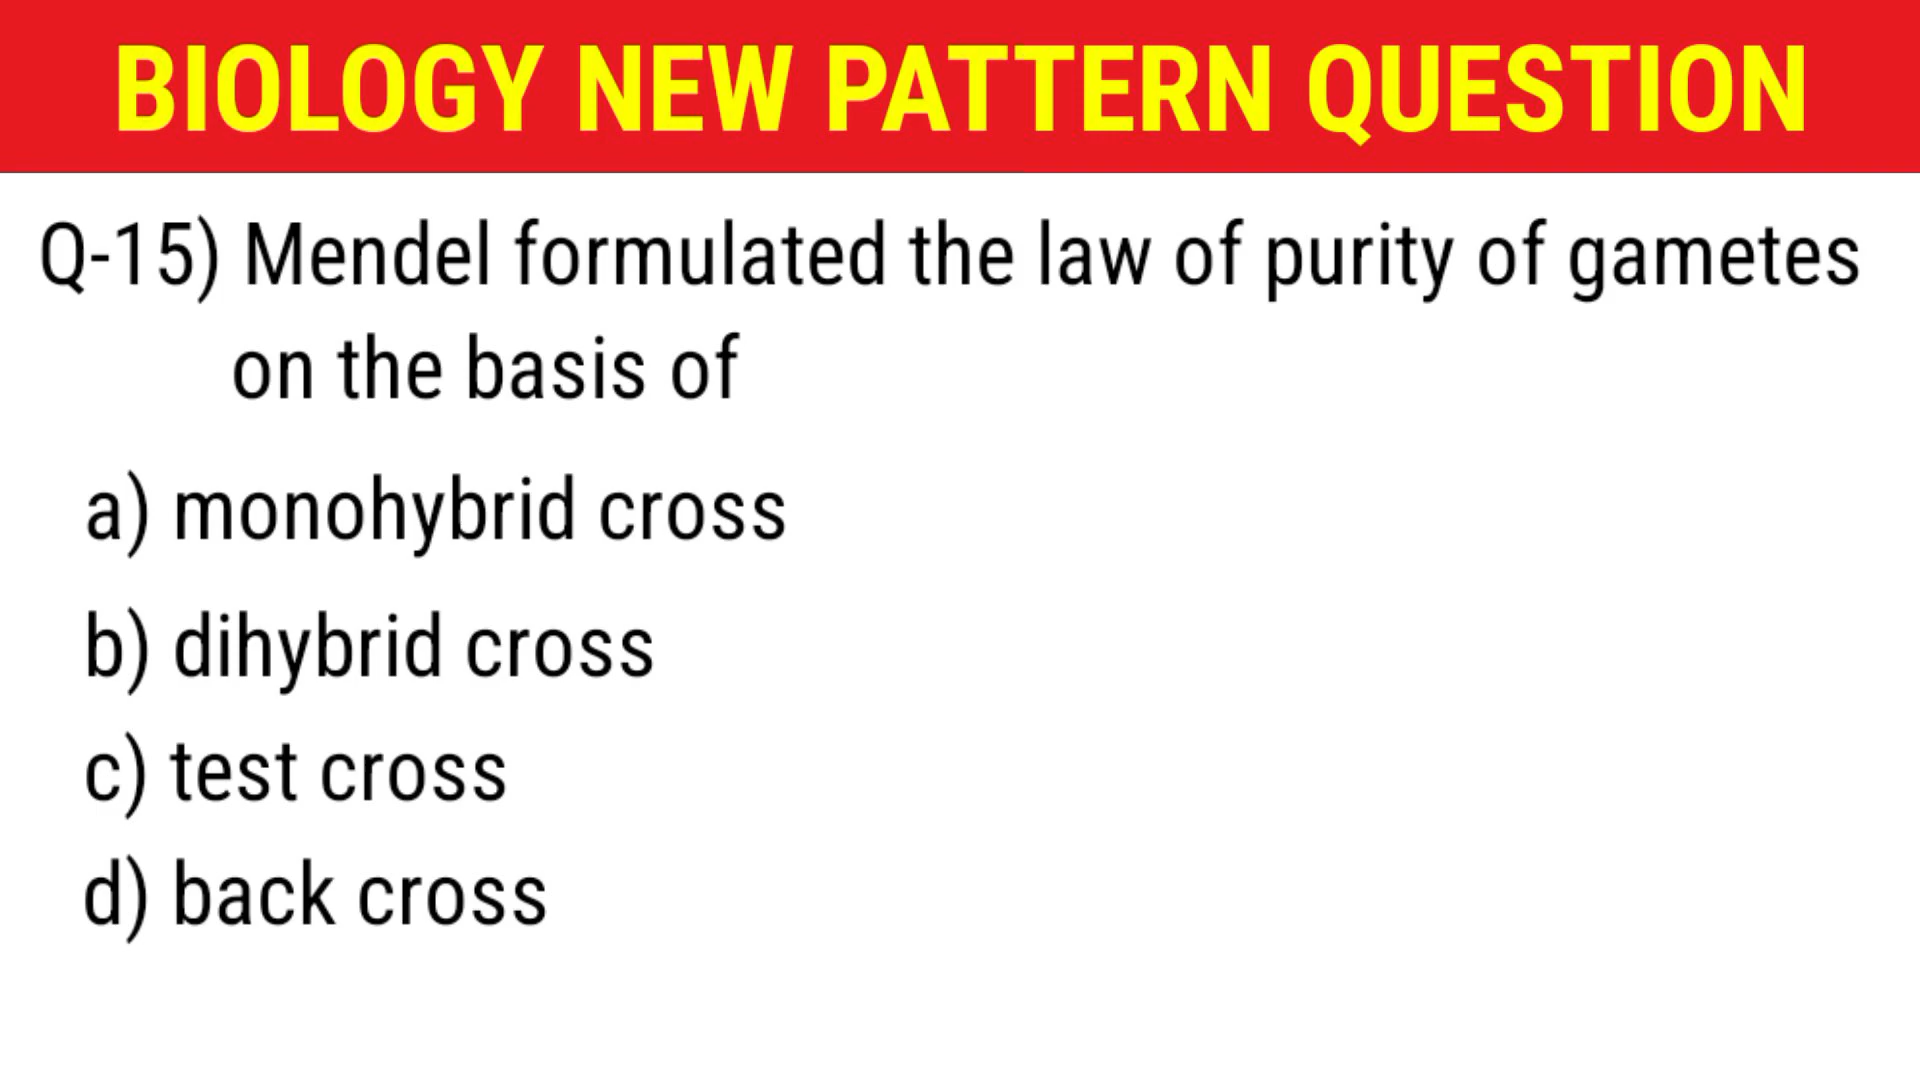 BIOLOGY NEW PATTERN QUESTION
Q-15) Mendel formulated the law of purity of gametes
on the basis of
a) monohybrid cross
b) dihybrid cross
c) test cross
d) back cross